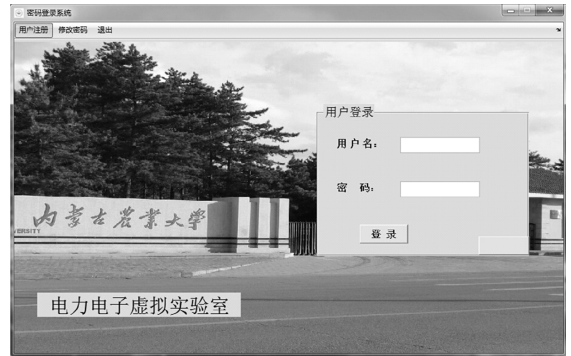 密码登录系统
用户注册 修改密码 退出
用户登录
用户名:
密 码:
登 录
内蒙古农业大学
ERSITY
电力电子虚拟实验室